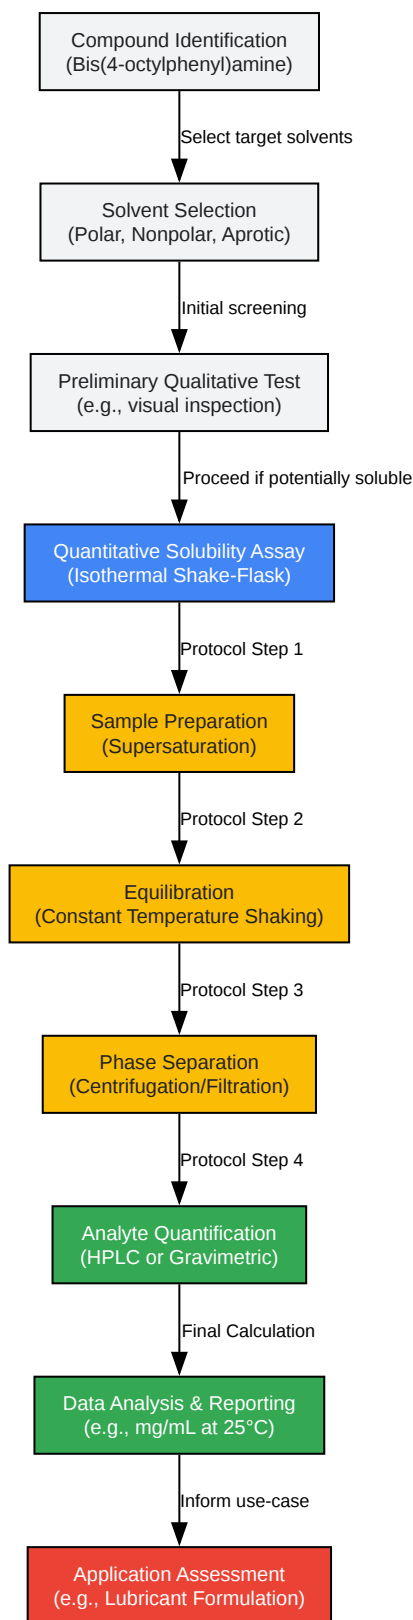 Compound Identification
(Bis(4-octylphenyl)amine)
Select target solvents
Solvent Selection
(Polar, Nonpolar, Aprotic)
Initial screening
Preliminary Qualitative Test
(e.g., visual inspection)
Proceed if potentially soluble
Quantitative Solubility Assay
(Isothermal Shake-Flask)
Protocol Step 1
Sample Preparation
(Supersaturation)
Protocol Step 2
Equilibration
(Constant Temperature Shaking)
Protocol Step 3
Phase Separation
(Centrifugation/Filtration)
Protocol Step 4
Analyte Quantification
(HPLC or Gravimetric)
Final Calculation
Data Analysis & Reporting
(e.g., mg/mL at 25°C)
Inform use-case
Application Assessment
(e.g., Lubricant Formulation)